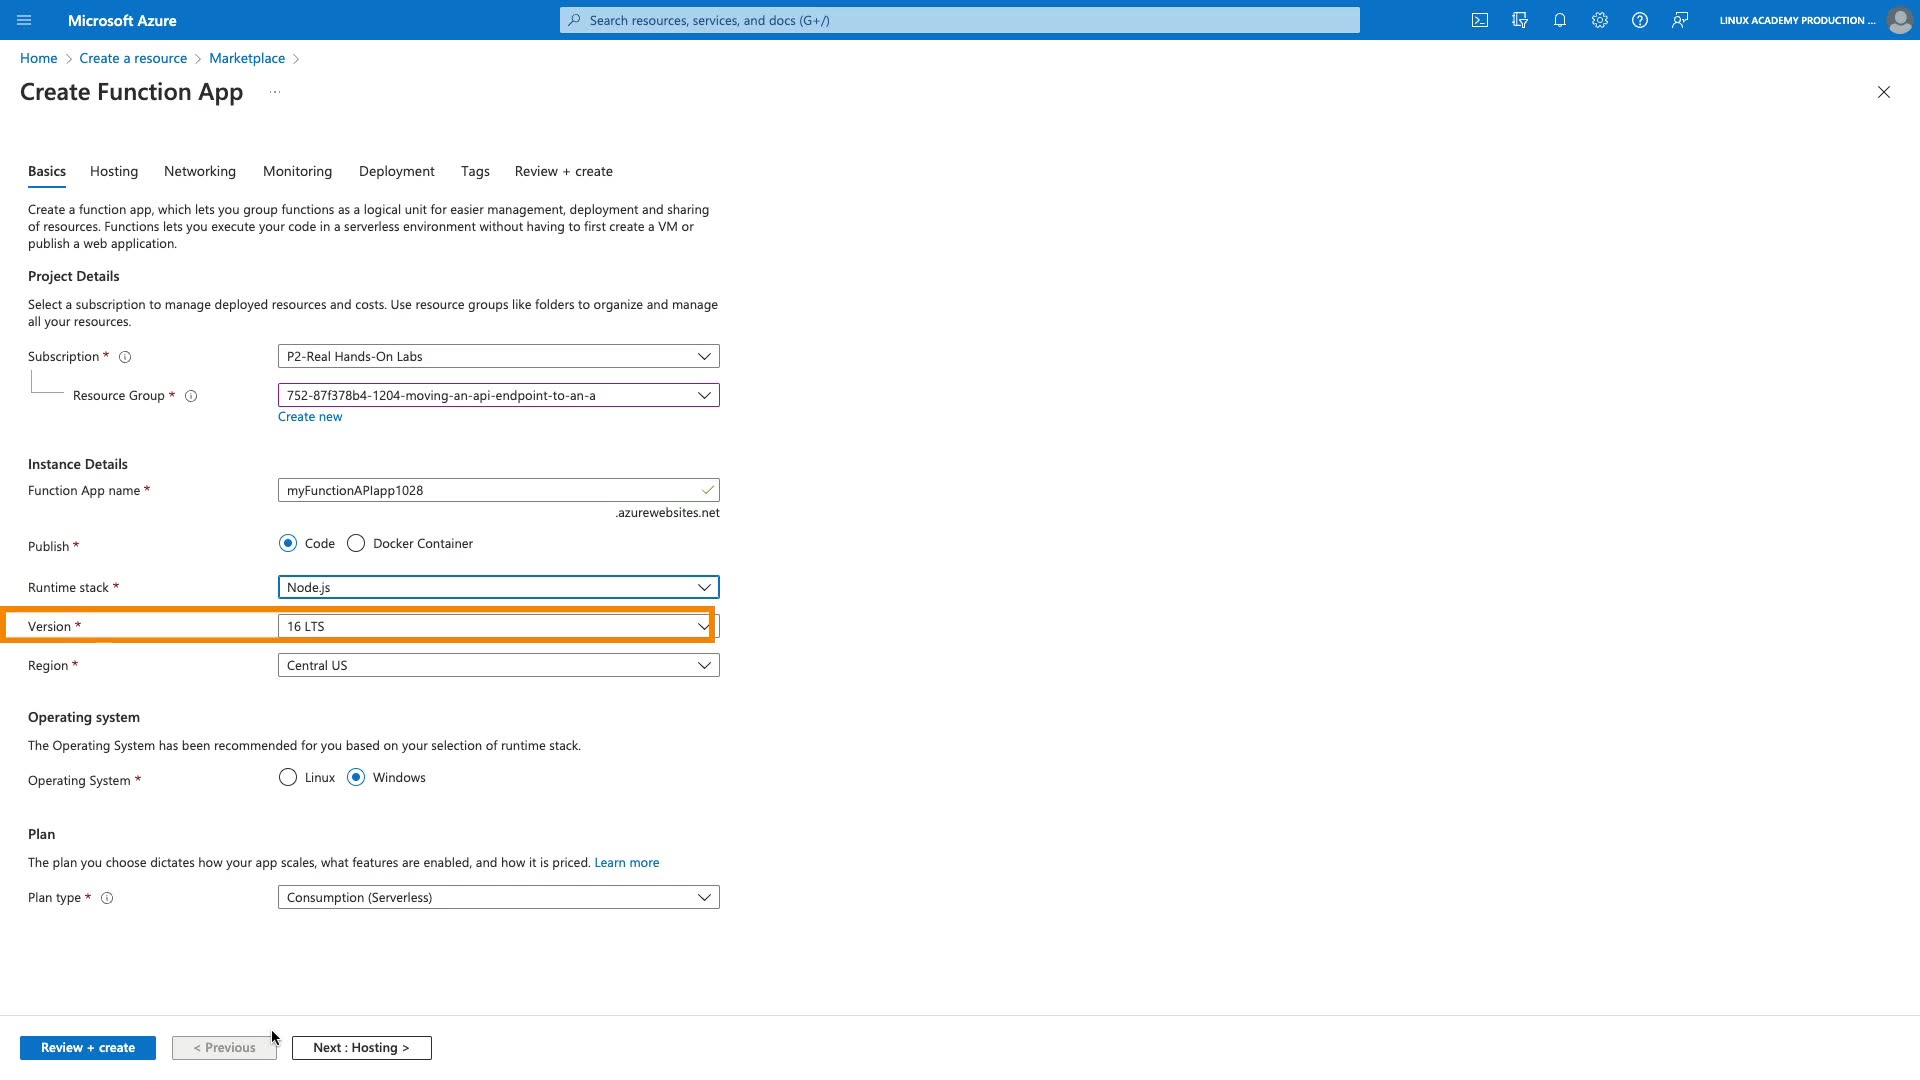 Microsoft Azure
Search resources, services, and docs (G+/)
LINUX ACADEMY PRODUCTION ...
Home > Create a resource > Marketplace >
Create Function App ...
Basics Hosting Networking Monitoring Deployment Tags Review + create
Create a function app, which lets you group functions as a logical unit for easier management, deployment and sharing
of resources. Functions lets you execute your code in a serverless environment without having to first create a VM or
publish a web application.
Project Details
Select a subscription to manage deployed resources and costs. Use resource groups like folders to organize and manage
all your resources.
Subscription * P2-Real Hands-On Labs
Resource Group * 752-87f378b4-1204-moving-an-api-endpoint-to-an-a
Create new
Instance Details
Function App name * myFunctionAPIapp1028
.azurewebsites.net
Publish * Code Docker Container
Runtime stack * Node.js
Version * 16 LTS
Region * Central US
Operating system
The Operating System has been recommended for you based on your selection of runtime stack.
Operating System * Linux Windows
Plan
The plan you choose dictates how your app scales, what features are enabled, and how it is priced. Learn more
Plan type * Consumption (Serverless)
Review + create < Previous Next : Hosting >